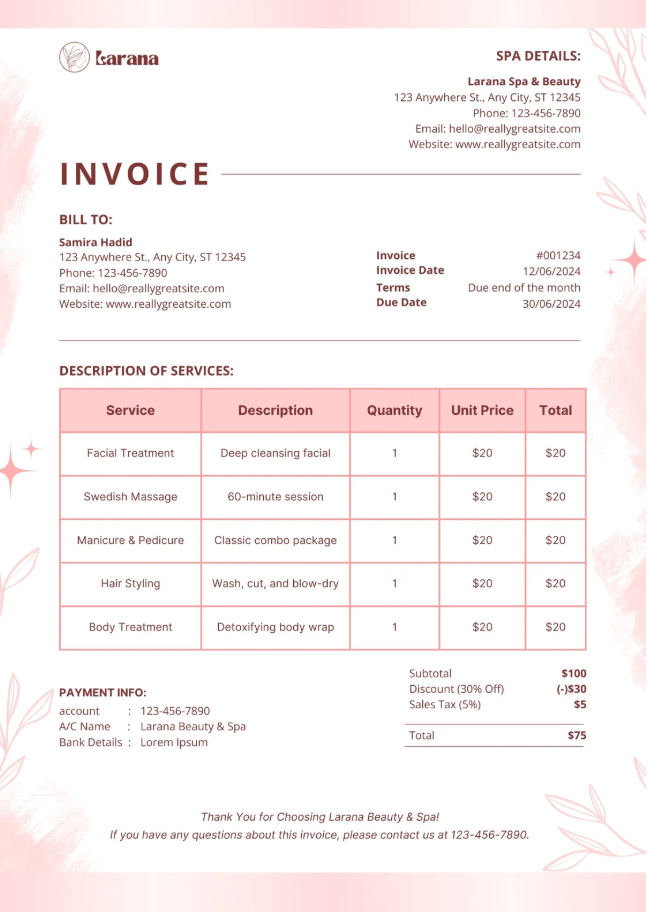 Larana
SPA DETAILS:
Larana Spa & Beauty
123 Anywhere St., Any City, ST 12345
Phone: 123-456-7890
Email: hello@reallygreatsite.com
Website: www.reallygreatsite.com
INVOICE
BILL TO:
Samira Hadid
123 Anywhere St., Any City, ST 12345
Phone: 123-456-7890
Email: hello@reallygreatsite.com
Website: www.reallygreatsite.com
Invoice #001234
Invoice Date 12/06/2024
Terms Due end of the month
Due Date 30/06/2024
DESCRIPTION OF SERVICES:
Service Description Quantity Unit Price Total
Facial Treatment Deep cleansing facial 1 $20 $20
Swedish Massage 60-minute session 1 $20 $20
Manicure & Pedicure Classic combo package 1 $20 $20
Hair Styling Wash, cut, and blow-dry 1 $20 $20
Body Treatment Detoxifying body wrap 1 $20 $20
Subtotal $100
Discount (30% Off) (-)$30
Sales Tax (5%) $5
Total $75
PAYMENT INFO:
account : 123-456-7890
A/C Name : Larana Beauty & Spa
Bank Details : Lorem Ipsum
Thank You for Choosing Larana Beauty & Spa!
If you have any questions about this invoice, please contact us at 123-456-7890.